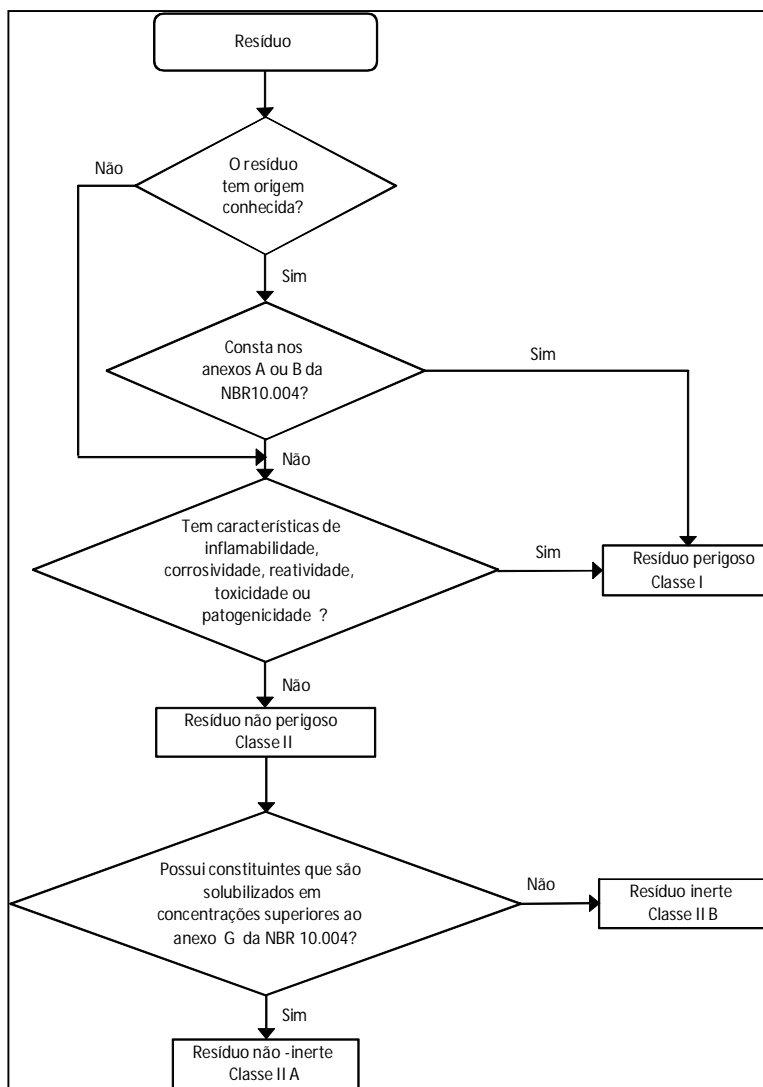 Resíduo
Não
O resíduo
tem origem
conhecida?
Sim
Consta nos
anexos A ou B da
NBR10.004?
Sim
Não
Tem características de
inflamabilidade,
corrosividade, reatividade,
toxicidade ou
patogenicidade ?
Sim
Resíduo perigoso
Classe I
Não
Resíduo não perigoso
Classe II
Possui constituintes que são
solubilizados em
concentrações superiores ao
anexo G da NBR 10.004?
Não
Resíduo inerte
Classe II B
Sim
Resíduo não -inerte
Classe II A